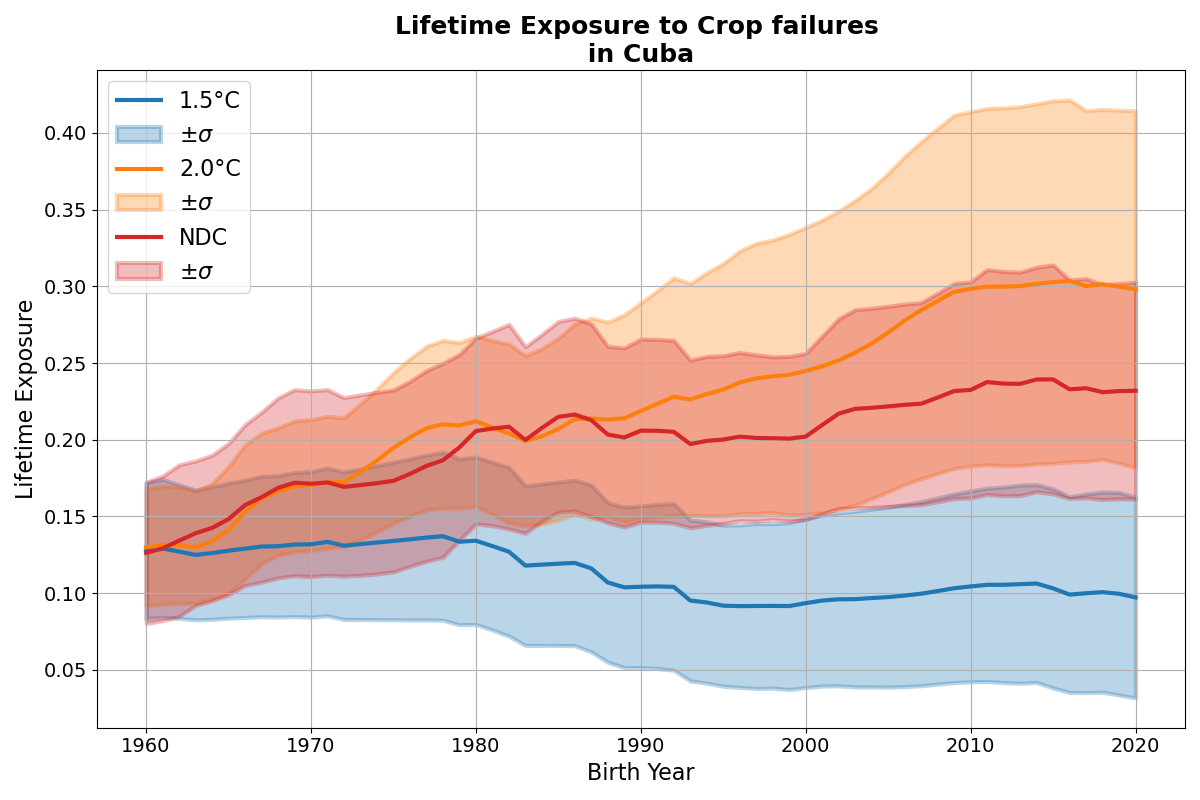 Lifetime Exposure to Crop failures
in Cuba
1.5°C
±σ
2.0°C
±σ
NDC
±σ
Lifetime Exposure
0.40
0.35
0.30
0.25
0.20
0.15
0.10
0.05
1960 1970 1980 1990 2000 2010 2020
Birth Year